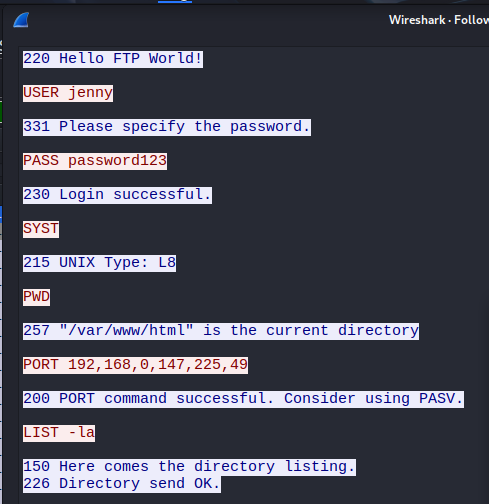 Wireshark · Follow
220 Hello FTP World!
USER jenny
331 Please specify the password.
PASS password123
230 Login successful.
SYST
215 UNIX Type: L8
PWD
257 "/var/www/html" is the current directory
PORT 192,168,0,147,225,49
200 PORT command successful. Consider using PASV.
LIST -la
150 Here comes the directory listing.
226 Directory send OK.